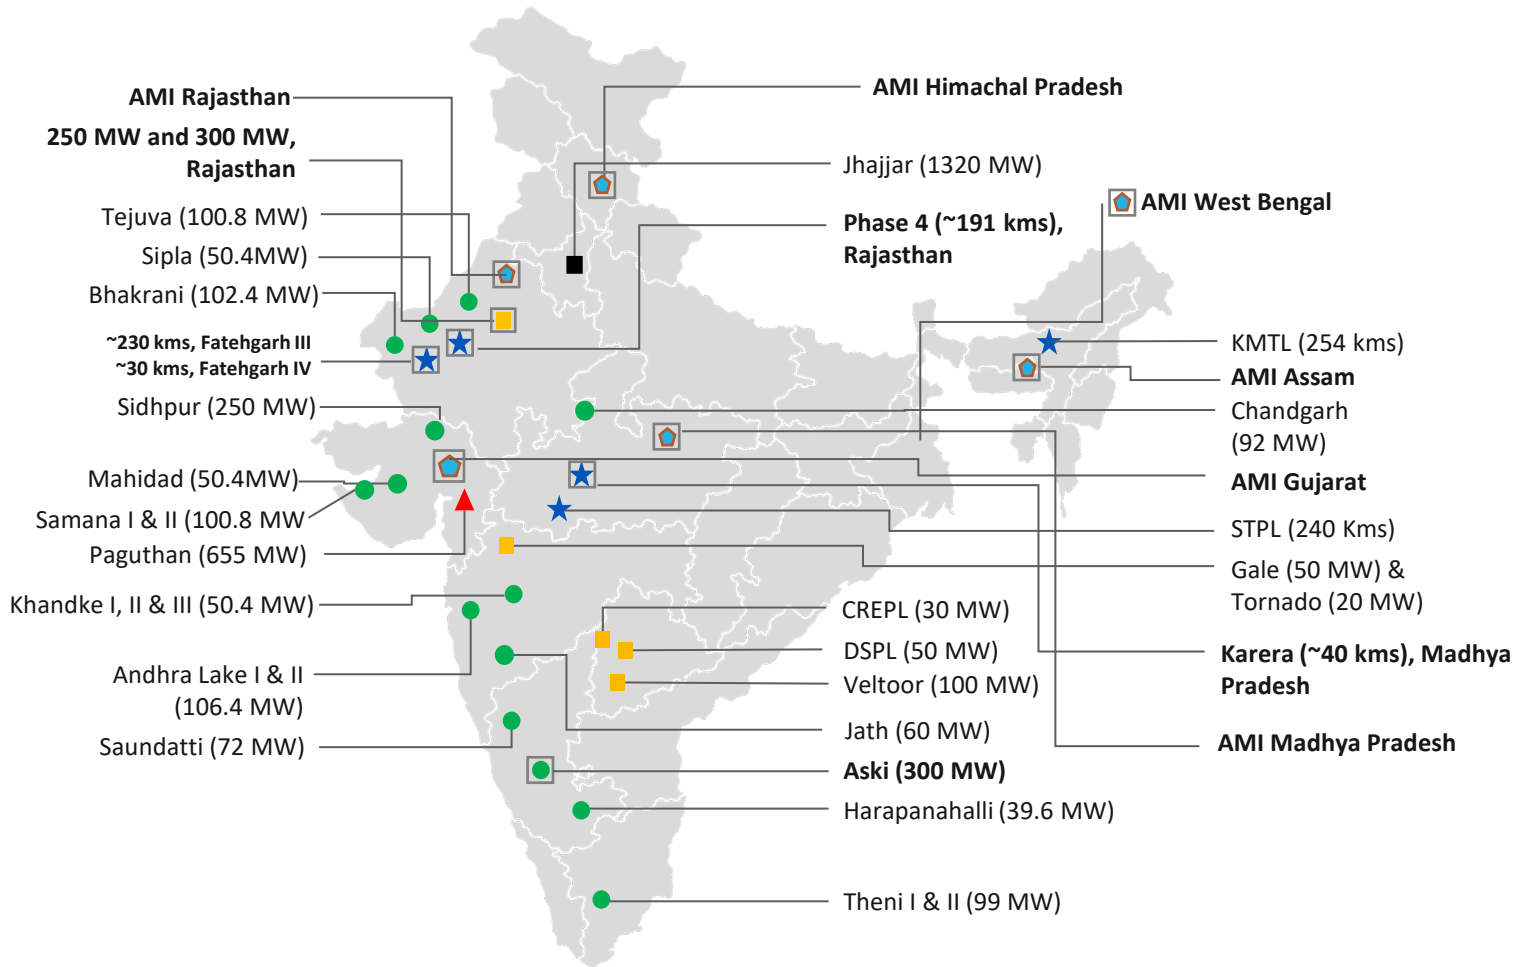 AMI Rajasthan
250 MW and 300 MW,
Rajasthan
Tejuva (100.8 MW)
Sipla (50.4MW)
Bhakrani (102.4 MW)
~230 kms, Fatehgarh III
~30 kms, Fatehgarh IV
Sidhpur (250 MW)
Mahidad (50.4MW)
Samana I & II (100.8 MW
Paguthan (655 MW)
Khandke I, II & III (50.4 MW)
Andhra Lake I & II
(106.4 MW)
Saundatti (72 MW)
AMI Himachal Pradesh
Jhajjar (1320 MW)
Phase 4 (~191 kms),
Rajasthan
CREPL (30 MW)
DSPL (50 MW)
Veltoor (100 MW)
Jath (60 MW)
Aski (300 MW)
Harapanahalli (39.6 MW)
Theni I & II (99 MW)
AMI West Bengal
KMTL (254 kms)
AMI Assam
Chandgarh
(92 MW)
AMI Gujarat
STPL (240 Kms)
Gale (50 MW) &
Tornado (20 MW)
Karera (~40 kms), Madhya
Pradesh
AMI Madhya Pradesh